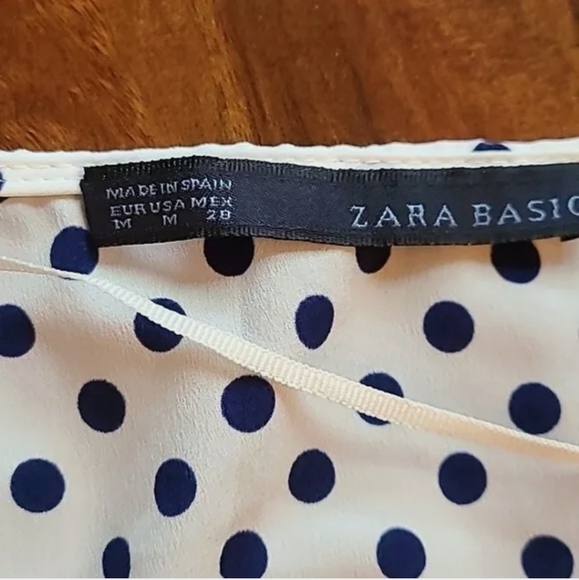 MADE IN SPAIN
EUR USA MEX
M M 28
ZARA BASIC